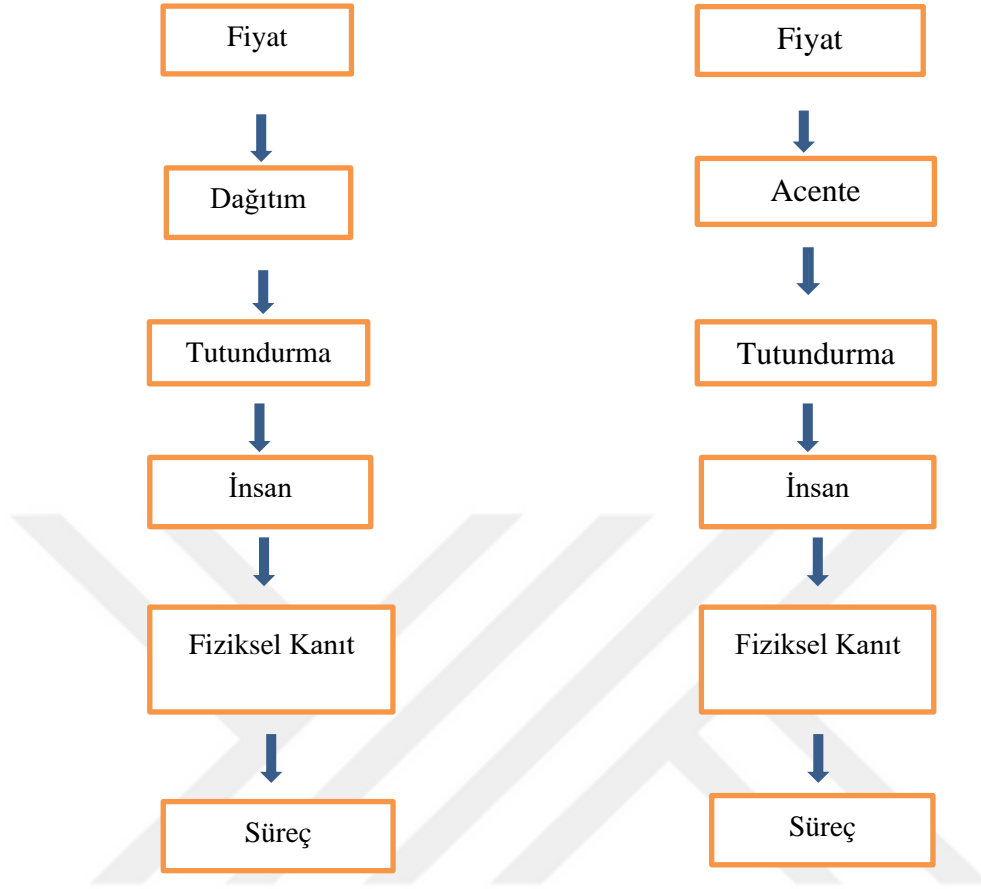 Fiyat
Dağıtım
Tutundurma
İnsan
Fiziksel Kanıt
Süreç
Fiyat
Acente
Tutundurma
İnsan
Fiziksel Kanıt
Süreç